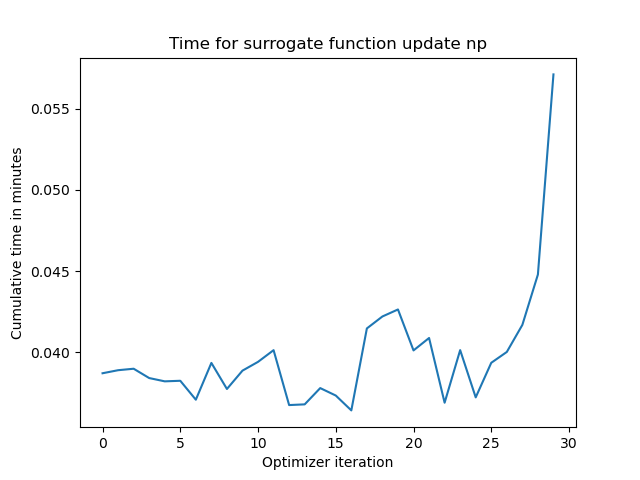 Time for surrogate function update np
Cumulative time in minutes
0.055
0.050
0.045
0.040
0 5 10 15 20 25 30
Optimizer iteration